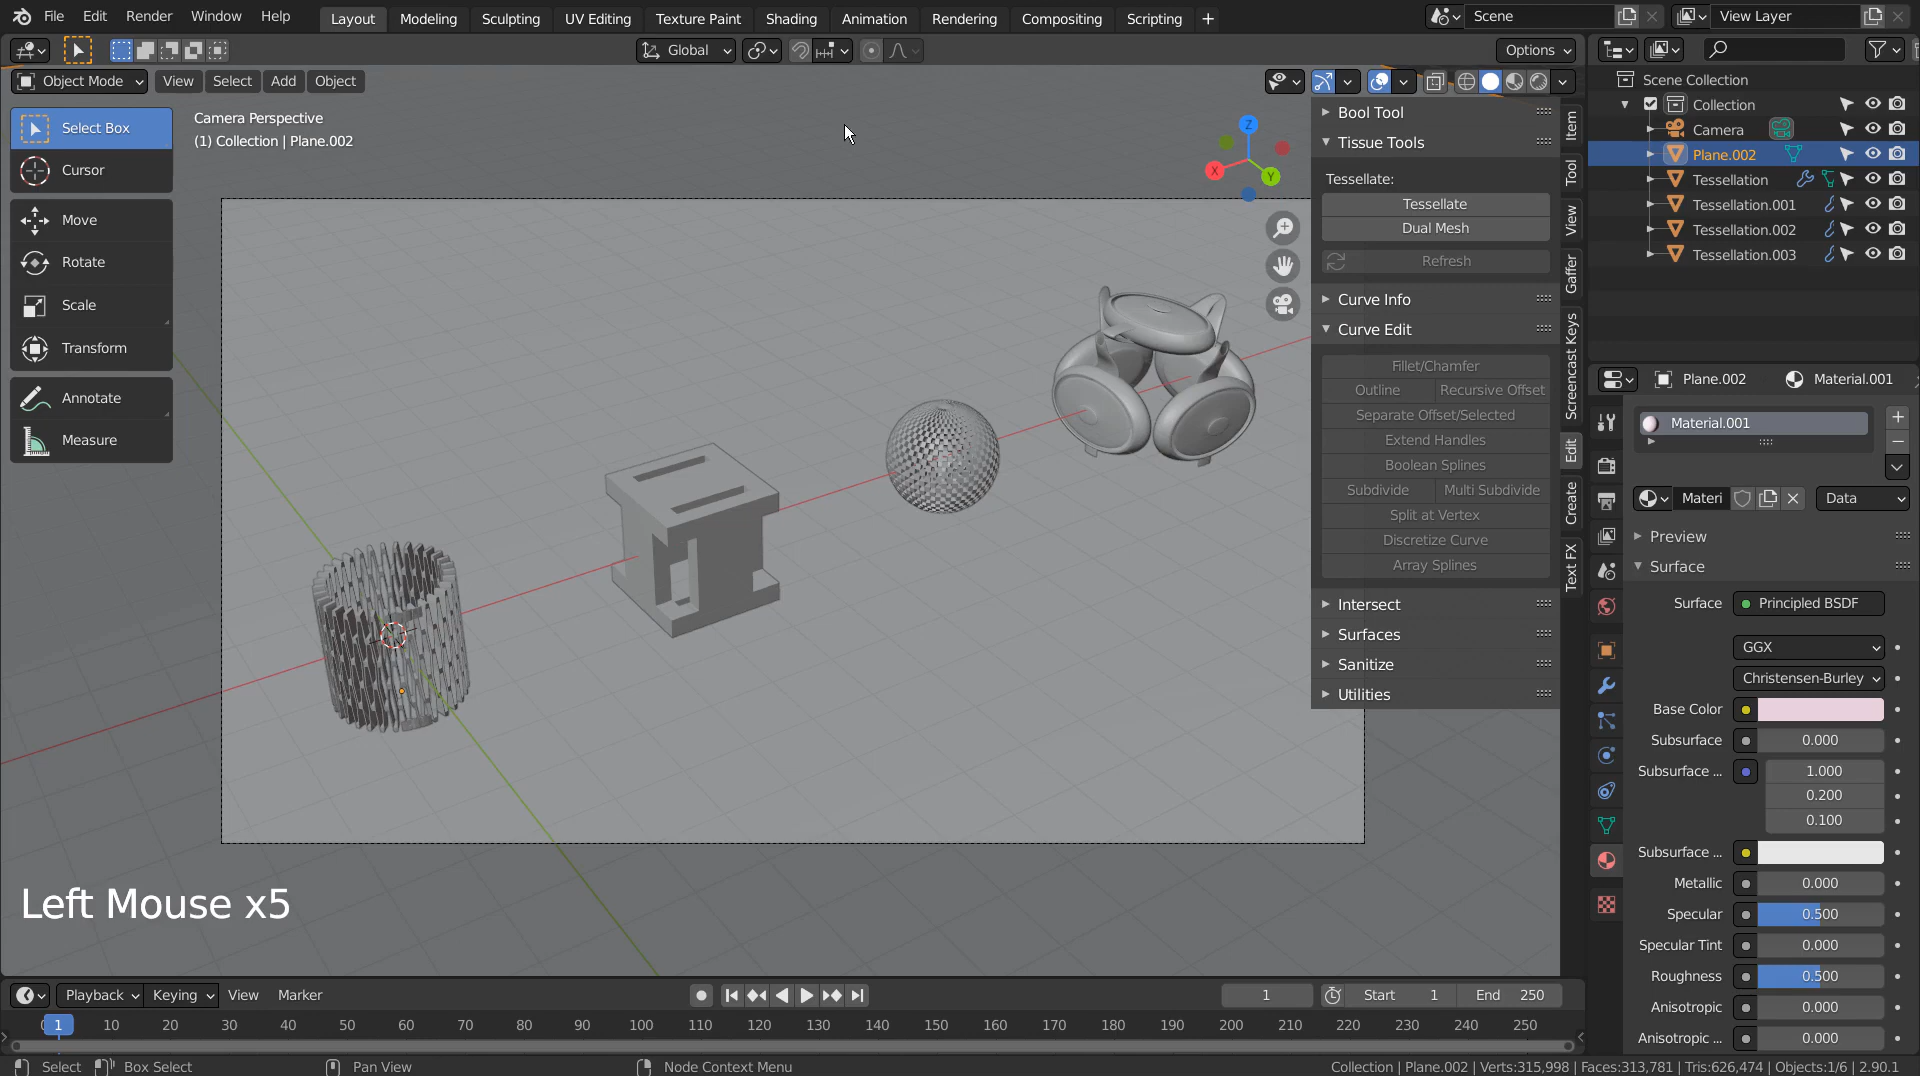 File Edit Render Window Help Layout Modeling Sculpting UV Editing Texture Paint Shading Animation Rendering Compositing Scripting + Scene View Layer
Global Options
Object Mode View Select Add Object
Select Box
Cursor
Move
Rotate
Scale
Transform
Annotate
Measure
Camera Perspective
(1) Collection | Plane.002
Z
X
Y
Bool Tool
Tissue Tools
Tessellate:
Tessellate
Dual Mesh
Refresh
Curve Info
Curve Edit
Fillet/Chamfer
Outline Recursive Offset
Separate Offset/Selected
Extend Handles
Boolean Splines
Subdivide Multi Subdivide
Split at Vertex
Discretize Curve
Array Splines
Intersect
Surfaces
Sanitize
Utilities
Item
Tool
View
Gaffer
Screencast Keys
Edit
Create
Text FX
Scene Collection
Collection
Camera
Plane.002
Tessellation
Tessellation.001
Tessellation.002
Tessellation.003
Plane.002 Material.001
Material.001
Materi Data
Preview
Surface
Surface Principled BSDF
GGX
Christensen-Burley
Base Color
Subsurface 0.000
Subsurface ... 1.000
0.200
0.100
Subsurface ...
Metallic 0.000
Specular 0.500
Specular Tint 0.000
Roughness 0.500
Anisotropic 0.000
Anisotropic ... 0.000
Left Mouse x5
Playback Keying View Marker 1 Start 1 End 250
1 10 20 30 40 50 60 70 80 90 100 110 120 130 140 150 160 170 180 190 200 210 220 230 240 250
Select Box Select Pan View Node Context Menu Collection | Plane.002 | Verts:315,998 | Faces:313,781 | Tris:626,474 | Objects:1/6 | 2.90.1